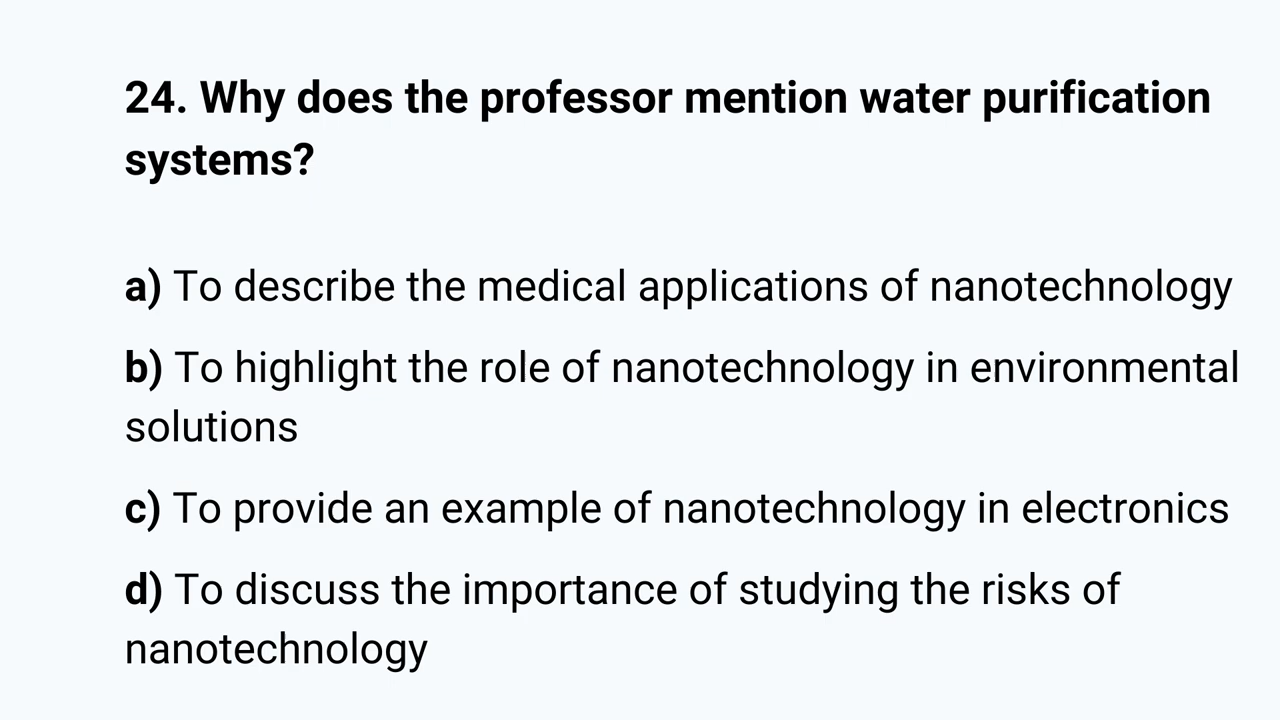 24. Why does the professor mention water purification
systems?
a) To describe the medical applications of nanotechnology
b) To highlight the role of nanotechnology in environmental
solutions
c) To provide an example of nanotechnology in electronics
d) To discuss the importance of studying the risks of
nanotechnology